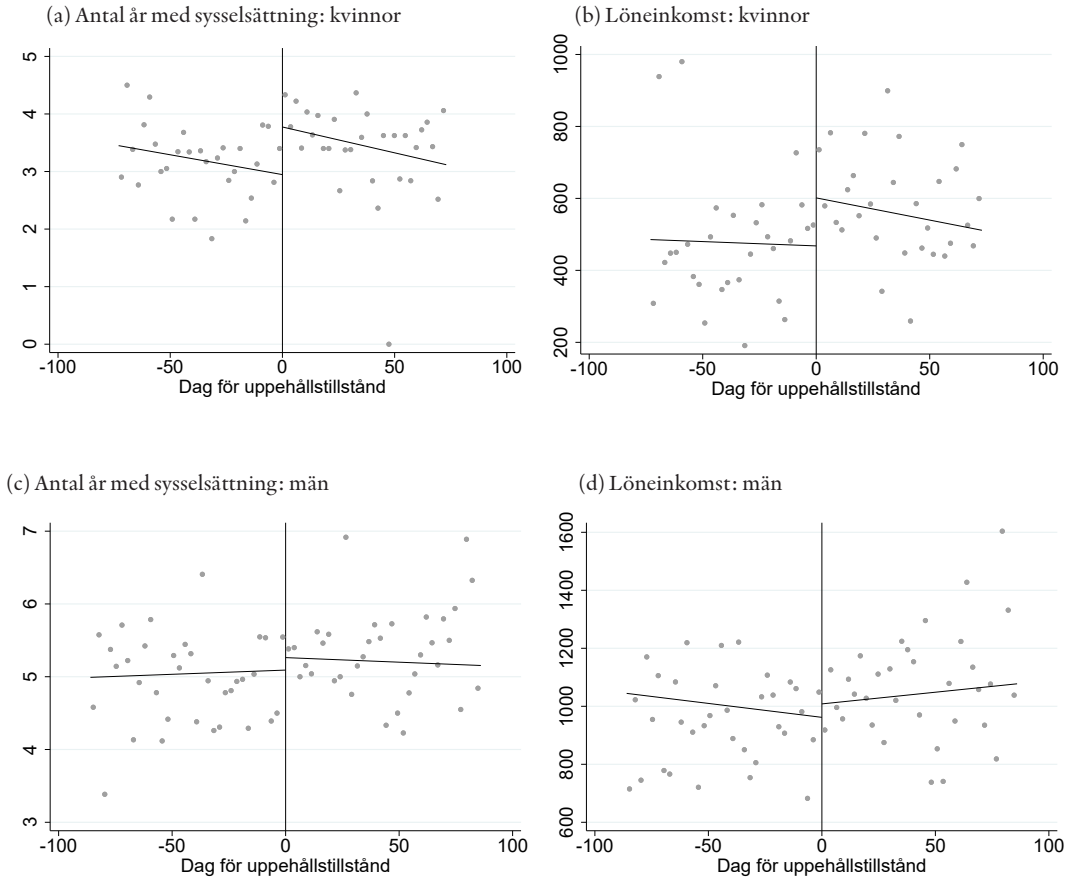 (a) Antal år med sysselsättning: kvinnor
5
4
3
2
1
0
-100 -50 0 50 100
Dag för uppehållstillstånd
(b) Löneinkomst: kvinnor
1000
800
600
400
200
-100 -50 0 50 100
Dag för uppehållstillstånd
(c) Antal år med sysselsättning: män
7
6
5
4
3
-100 -50 0 50 100
Dag för uppehållstillstånd
(d) Löneinkomst: män
1600
1400
1200
1000
800
600
-100 -50 0 50 100
Dag för uppehållstillstånd